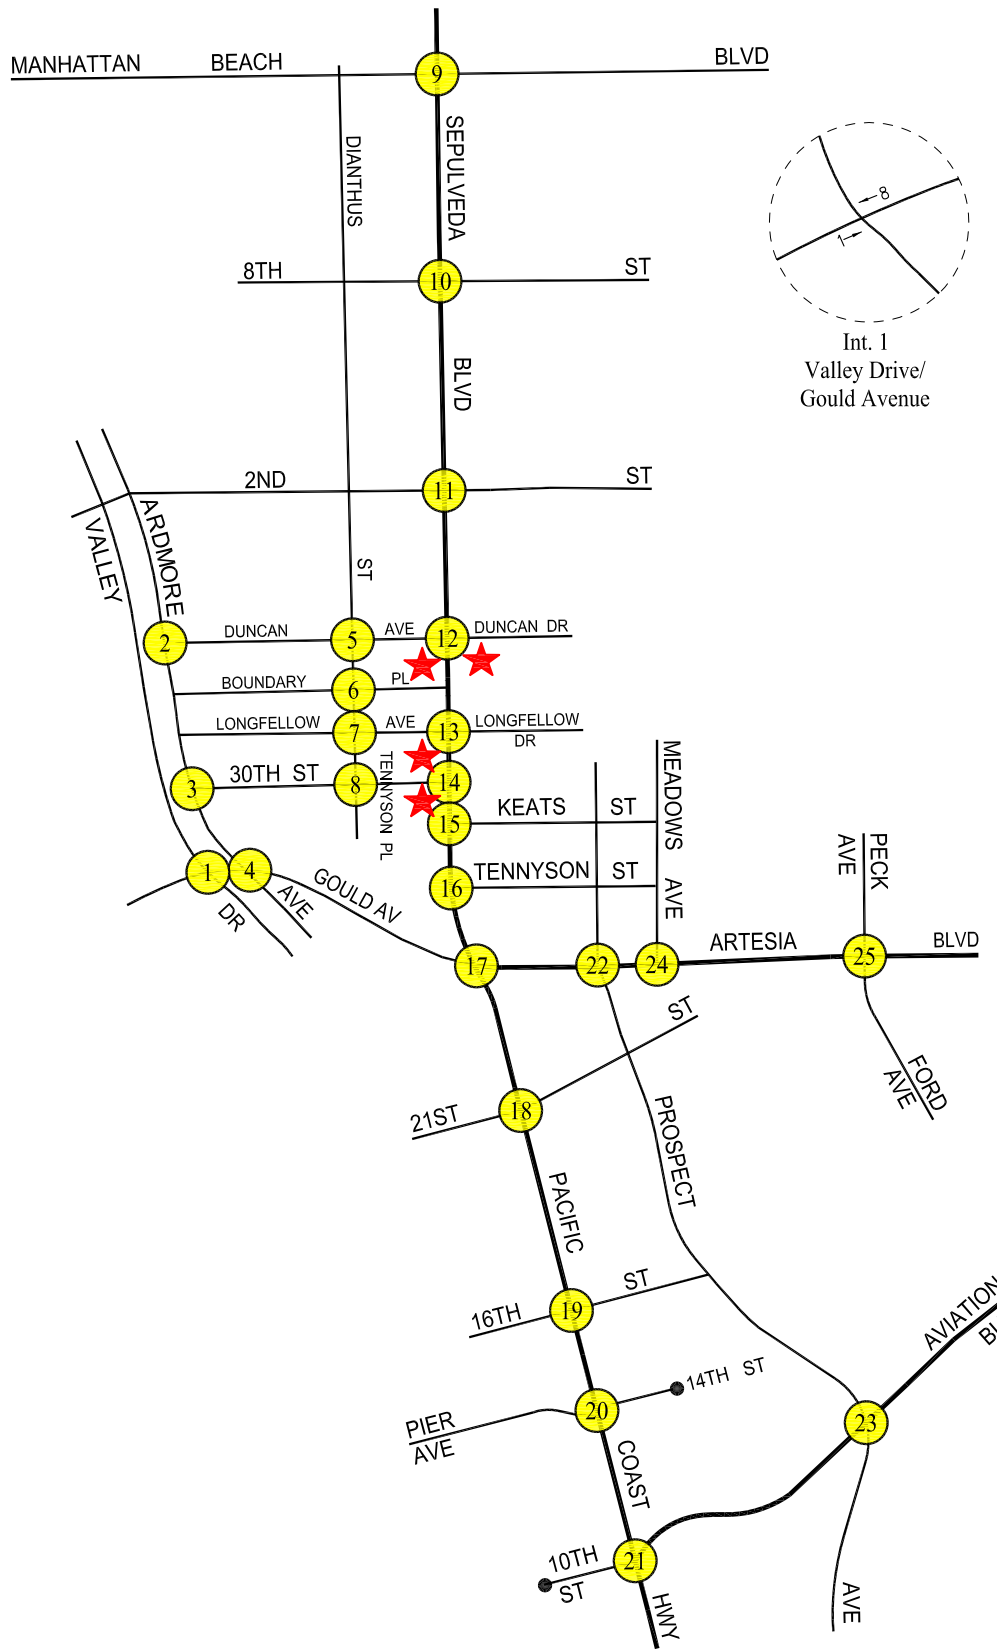 MANHATTAN BEACH BLVD
9
SEPULVEDA
DIANTHUS
8
1
8TH ST
10
Int. 1
Valley Drive/
Gould Avenue
BLVD
2ND ST
11
ARDMORE
VALLEY
ST
2
DUNCAN
5
AVE
12
DUNCAN DR
BOUNDARY
6
PL
LONGFELLOW
7
AVE
13
LONGFELLOW
DR
3
30TH ST
8
TENNYSON PL
14
MEADOWS AVE
15
KEATS ST
PECK
AVE
1
4
GOULD AV
16
TENNYSON ST
AVE
DR
17
22
24
ARTESIA
25
BLVD
21ST
18
ST
FORD
AVE
PROSPECT
PACIFIC
16TH
19
ST
AVIATION
14TH ST
PIER
AVE
20
23
COAST
10TH
ST
21
HWY
AVE